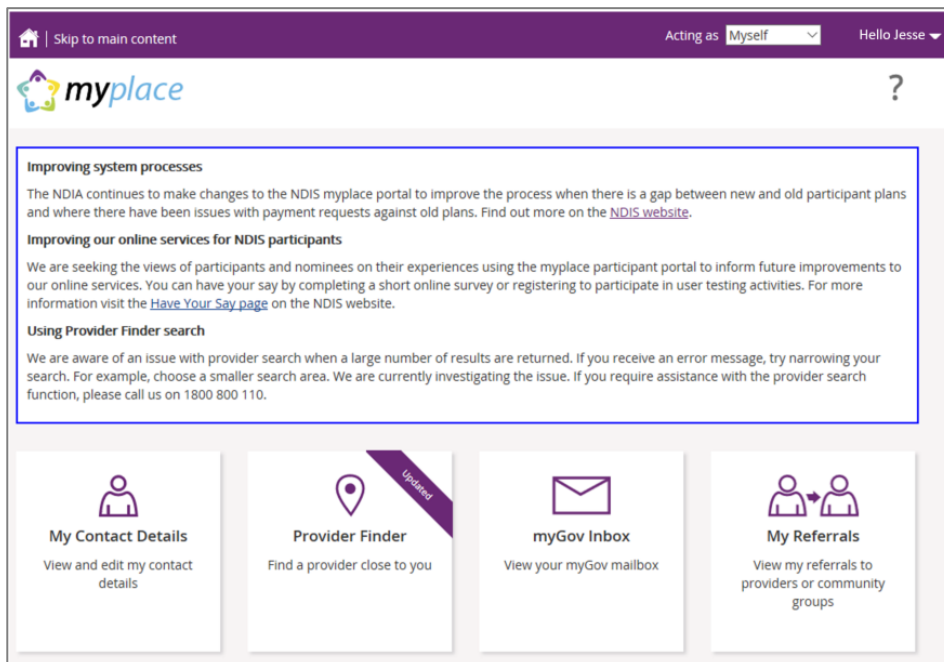 Skip to main content
Acting as Myself
Hello Jesse
myplace
?
Improving system processes
The NDIA continues to make changes to the NDIS myplace portal to improve the process when there is a gap between new and old participant plans
and where there have been issues with payment requests against old plans. Find out more on the NDIS website.
Improving our online services for NDIS participants
We are seeking the views of participants and nominees on their experiences using the myplace participant portal to inform future improvements to
our online services. You can have your say by completing a short online survey or registering to participate in user testing activities. For more
information visit the Have Your Say page on the NDIS website.
Using Provider Finder search
We are aware of an issue with provider search when a large number of results are returned. If you receive an error message, try narrowing your
search. For example, choose a smaller search area. We are currently investigating the issue. If you require assistance with the provider search
function, please call us on 1800 800 110.
My Contact Details
View and edit my contact
details
Updated
Provider Finder
Find a provider close to you
myGov Inbox
View your myGov mailbox
My Referrals
View my referrals to
providers or community
groups